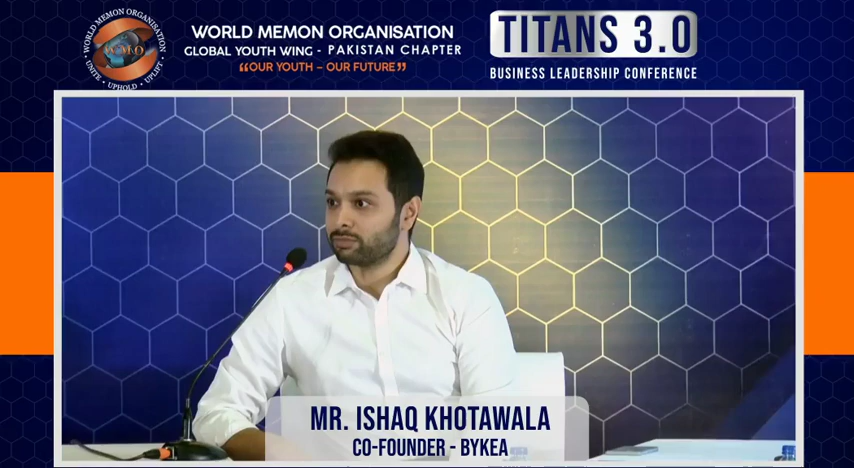 WORLD MEMON ORGANISATION
WMO
UNITE · UPHOLD · UPLIFT
WORLD MEMON ORGANISATION
GLOBAL YOUTH WING - PAKISTAN CHAPTER
“OUR YOUTH – OUR FUTURE”
TITANS 3.0
BUSINESS LEADERSHIP CONFERENCE
MR. ISHAQ KHOTAWALA
CO-FOUNDER - BYKEA